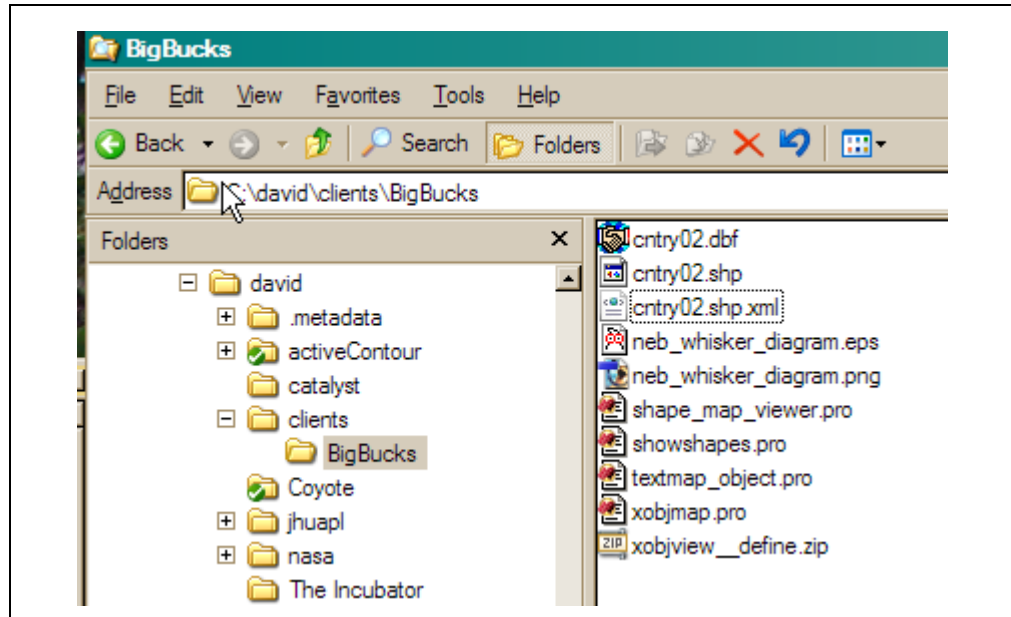 BigBucks
File Edit View Favorites Tools Help
Back Search Folders
Address C:\david\clients\BigBucks
Folders
david
.metadata
activeContour
catalyst
clients
BigBucks
Coyote
jhuapl
nasa
The Incubator
cntry02.dbf
cntry02.shp
cntry02.shp.xml
neb_whisker_diagram.eps
neb_whisker_diagram.png
shape_map_viewer.pro
showshapes.pro
textmap_object.pro
xobjmap.pro
ZIP xobjview__define.zip